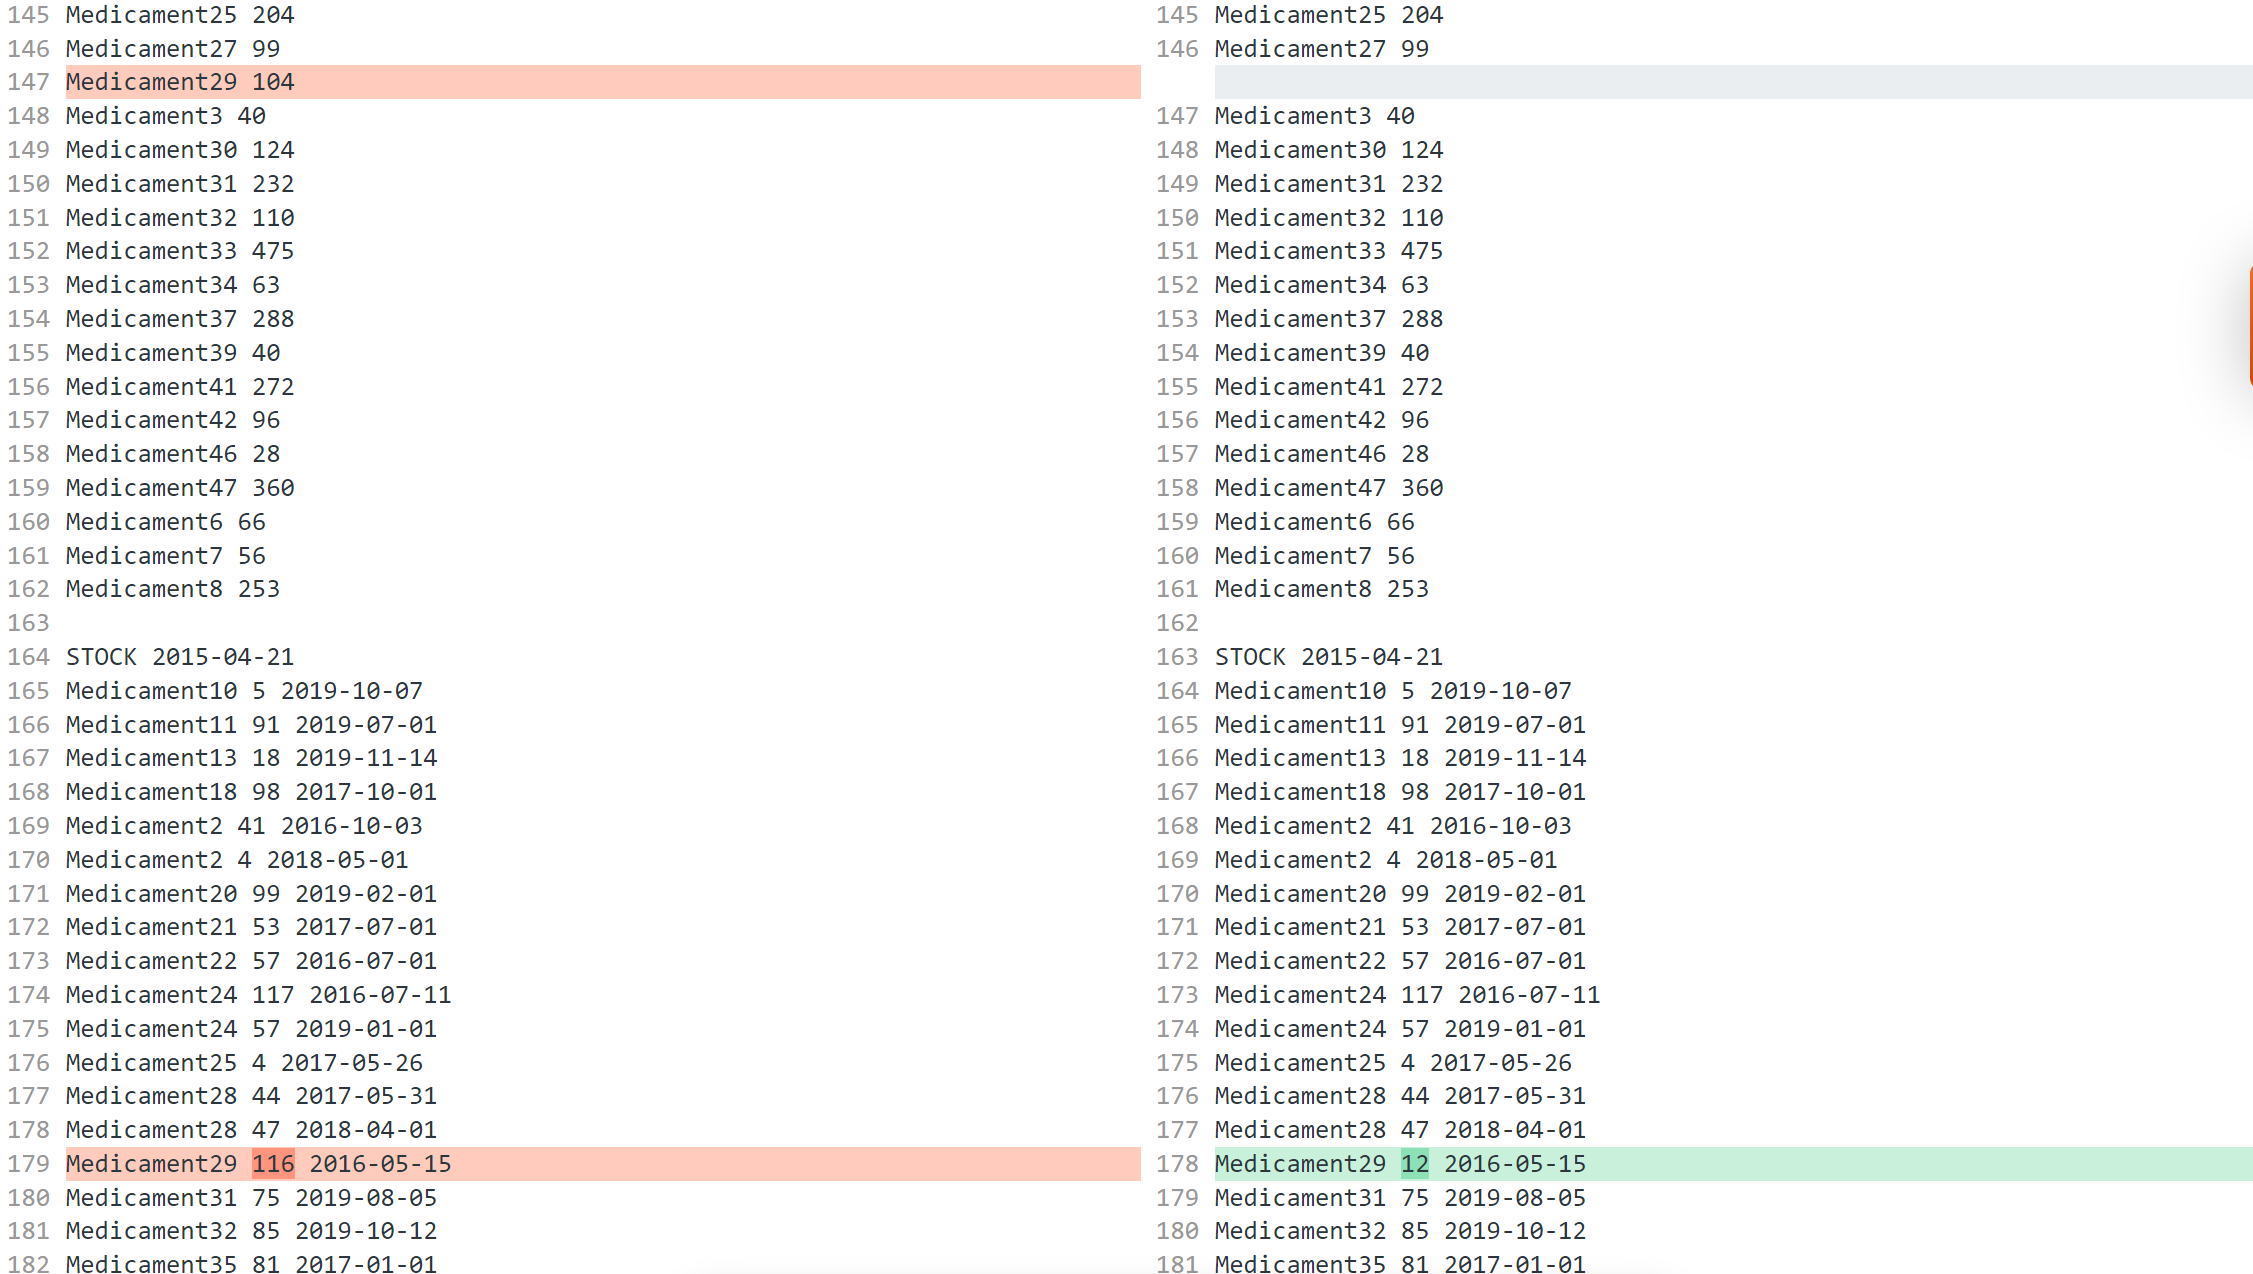 145 Medicament25 204
146 Medicament27 99
147 Medicament29 104
148 Medicament3 40
149 Medicament30 124
150 Medicament31 232
151 Medicament32 110
152 Medicament33 475
153 Medicament34 63
154 Medicament37 288
155 Medicament39 40
156 Medicament41 272
157 Medicament42 96
158 Medicament46 28
159 Medicament47 360
160 Medicament6 66
161 Medicament7 56
162 Medicament8 253
163
164 STOCK 2015-04-21
165 Medicament10 5 2019-10-07
166 Medicament11 91 2019-07-01
167 Medicament13 18 2019-11-14
168 Medicament18 98 2017-10-01
169 Medicament2 41 2016-10-03
170 Medicament2 4 2018-05-01
171 Medicament20 99 2019-02-01
172 Medicament21 53 2017-07-01
173 Medicament22 57 2016-07-01
174 Medicament24 117 2016-07-11
175 Medicament24 57 2019-01-01
176 Medicament25 4 2017-05-26
177 Medicament28 44 2017-05-31
178 Medicament28 47 2018-04-01
179 Medicament29 116 2016-05-15
180 Medicament31 75 2019-08-05
181 Medicament32 85 2019-10-12
182 Medicament35 81 2017-01-01
145 Medicament25 204
146 Medicament27 99
147 Medicament3 40
148 Medicament30 124
149 Medicament31 232
150 Medicament32 110
151 Medicament33 475
152 Medicament34 63
153 Medicament37 288
154 Medicament39 40
155 Medicament41 272
156 Medicament42 96
157 Medicament46 28
158 Medicament47 360
159 Medicament6 66
160 Medicament7 56
161 Medicament8 253
162
163 STOCK 2015-04-21
164 Medicament10 5 2019-10-07
165 Medicament11 91 2019-07-01
166 Medicament13 18 2019-11-14
167 Medicament18 98 2017-10-01
168 Medicament2 41 2016-10-03
169 Medicament2 4 2018-05-01
170 Medicament20 99 2019-02-01
171 Medicament21 53 2017-07-01
172 Medicament22 57 2016-07-01
173 Medicament24 117 2016-07-11
174 Medicament24 57 2019-01-01
175 Medicament25 4 2017-05-26
176 Medicament28 44 2017-05-31
177 Medicament28 47 2018-04-01
178 Medicament29 12 2016-05-15
179 Medicament31 75 2019-08-05
180 Medicament32 85 2019-10-12
181 Medicament35 81 2017-01-01